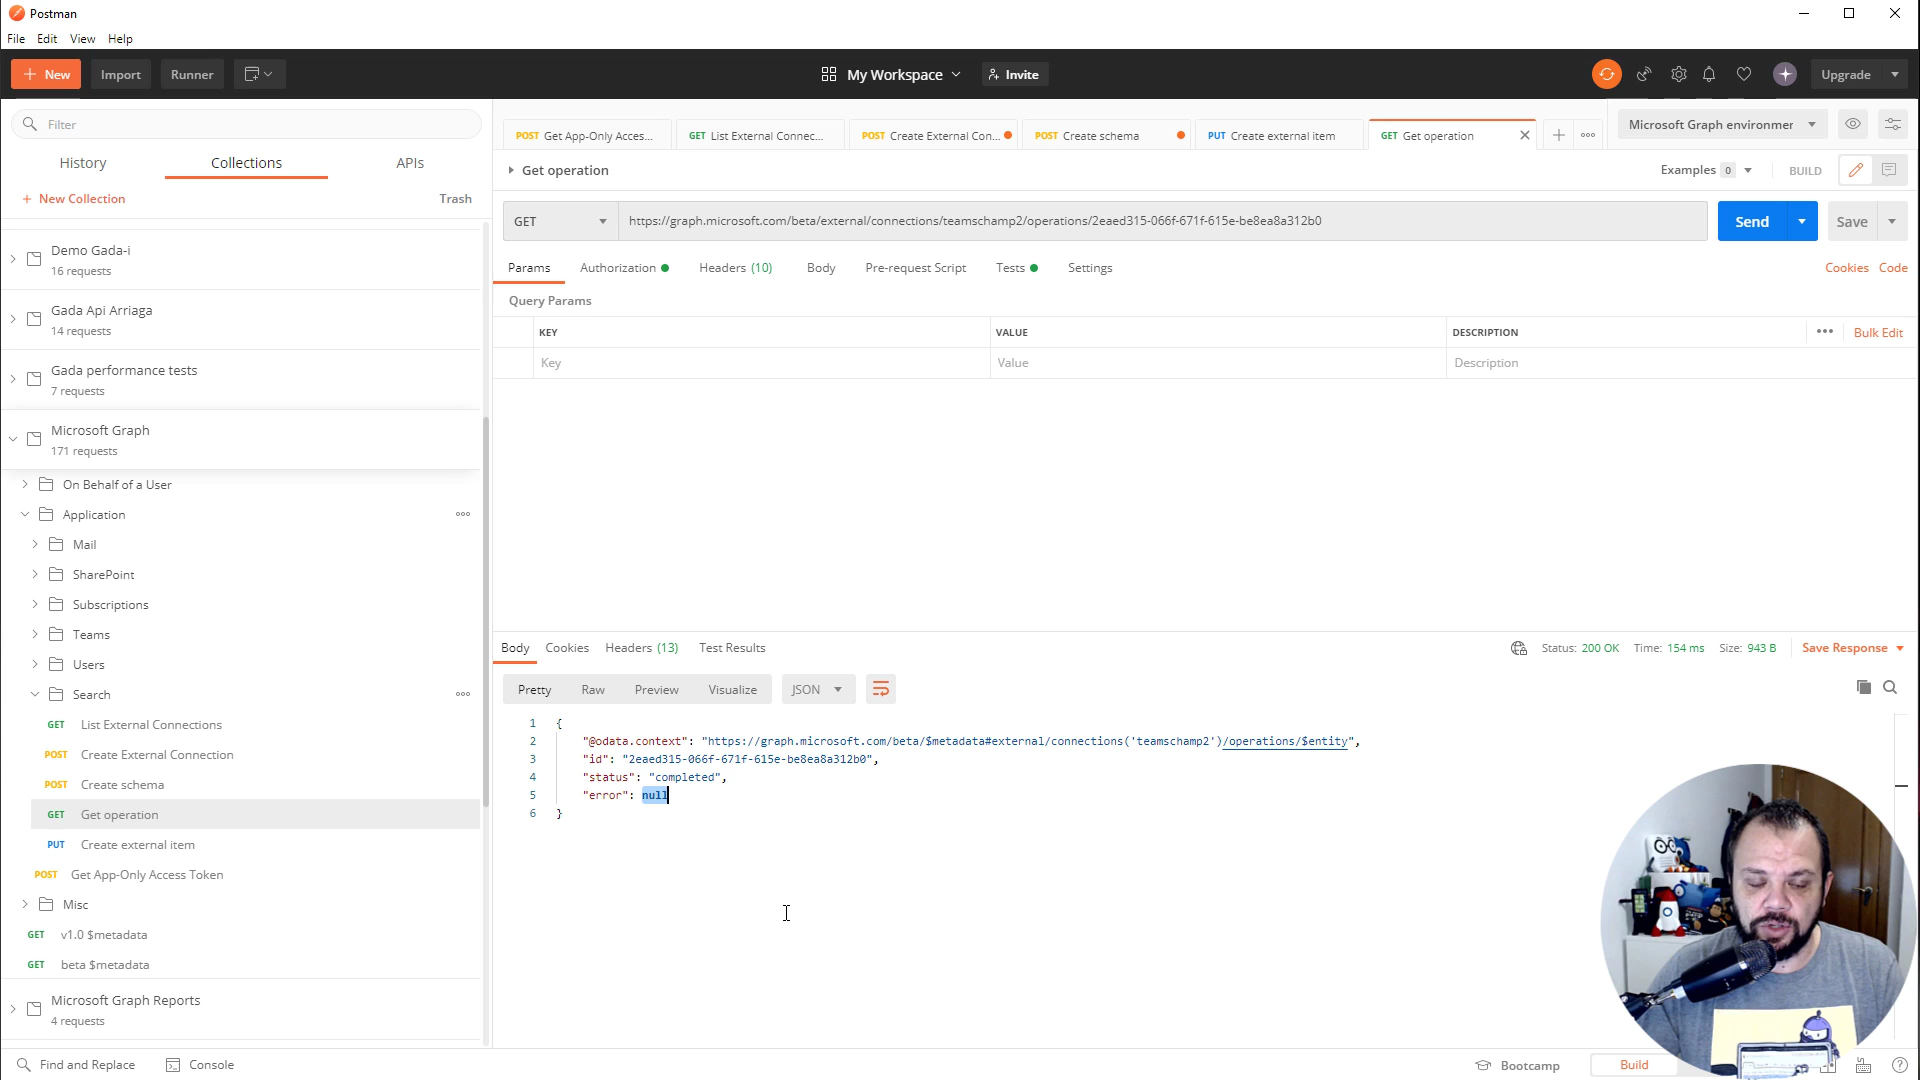 Postman
File Edit View Help
New Import Runner My Workspace Invite Upgrade
Filter
History Collections APIs
New Collection Trash
Demo Gada-i
16 requests
Gada Api Arriaga
14 requests
Gada performance tests
7 requests
Microsoft Graph
171 requests
On Behalf of a User
Application
Mail
SharePoint
Subscriptions
Teams
Users
Search
GET List External Connections
POST Create External Connection
POST Create schema
GET Get operation
PUT Create external item
POST Get App-Only Access Token
Misc
GET v1.0 $metadata
GET beta $metadata
Microsoft Graph Reports
4 requests
POST Get App-Only Acces... GET List External Connec... POST Create External Con... POST Create schema PUT Create external item GET Get operation Microsoft Graph environmer
Get operation Examples 0 BUILD
GET https://graph.microsoft.com/beta/external/connections/teamschamp2/operations/2eaed315-066f-671f-615e-be8ea8a312b0 Send Save
Params Authorization Headers (10) Body Pre-request Script Tests Settings Cookies Code
Query Params
KEY VALUE DESCRIPTION Bulk Edit
Key Value Description
Body Cookies Headers (13) Test Results Status: 200 OK Time: 154 ms Size: 943 B Save Response
Pretty Raw Preview Visualize JSON
1 {
2 "@odata.context": "https://graph.microsoft.com/beta/$metadata#external/connections('teamschamp2')/operations/$entity",
3 "id": "2eaed315-066f-671f-615e-be8ea8a312b0",
4 "status": "completed",
5 "error": null
6 }
Find and Replace Console Bootcamp Build